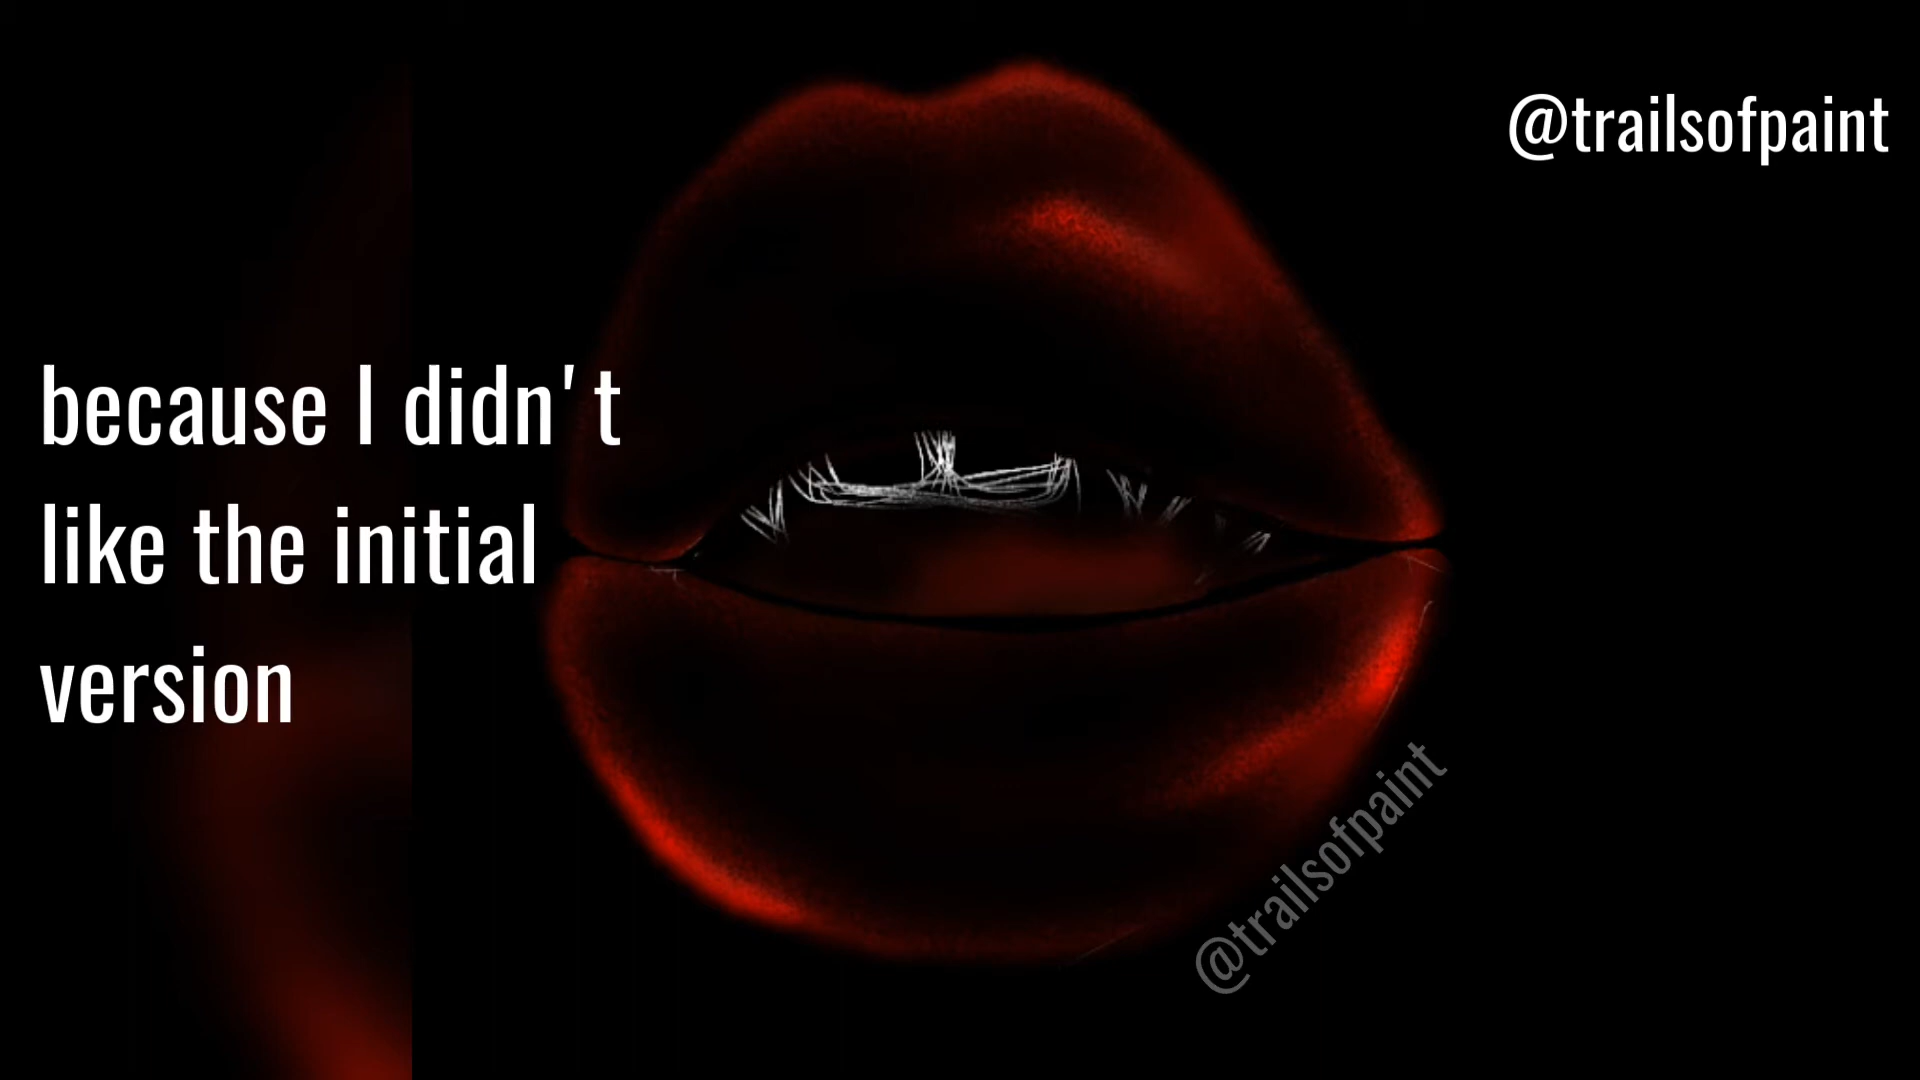 @trailsofpaint
because I didn't
like the initial
version
@trailsofpaint